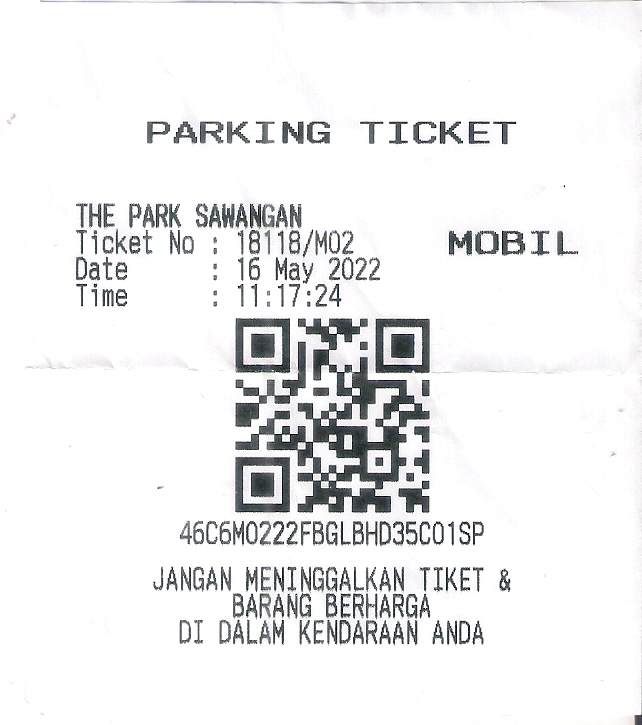 PARKING TICKET
THE PARK SAWANGAN
Ticket No : 18118/M02
MOBIL
Date : 16 May 2022
Time : 11:17:24
46C6M0222FBGLBHD35C01SP
JANGAN MENINGGALKAN TIKET &
BARANG BERHARGA
DI DALAM KENDARAAN ANDA